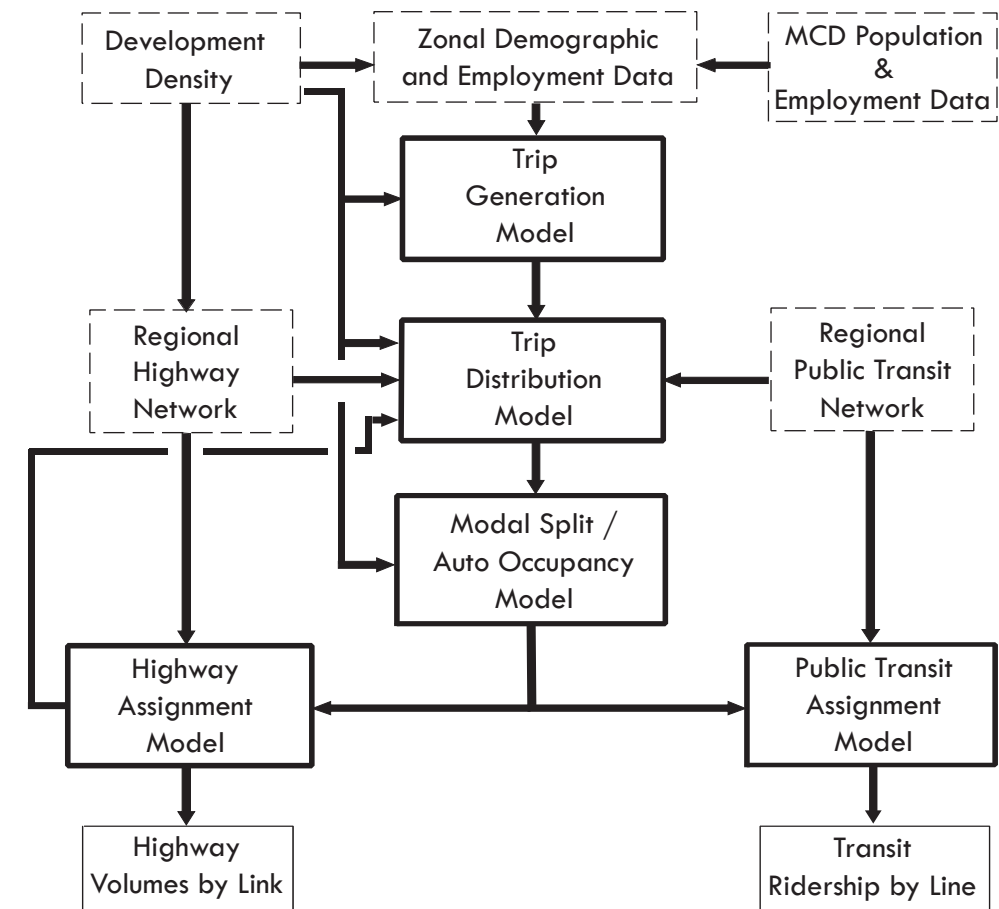 Development
Density
Zonal Demographic
and Employment Data
MCD Population
&
Employment Data
Trip
Generation
Model
Regional
Highway
Network
Trip
Distribution
Model
Regional
Public Transit
Network
Modal Split /
Auto Occupancy
Model
Highway
Assignment
Model
Public Transit
Assignment
Model
Highway
Volumes by Link
Transit
Ridership by Line